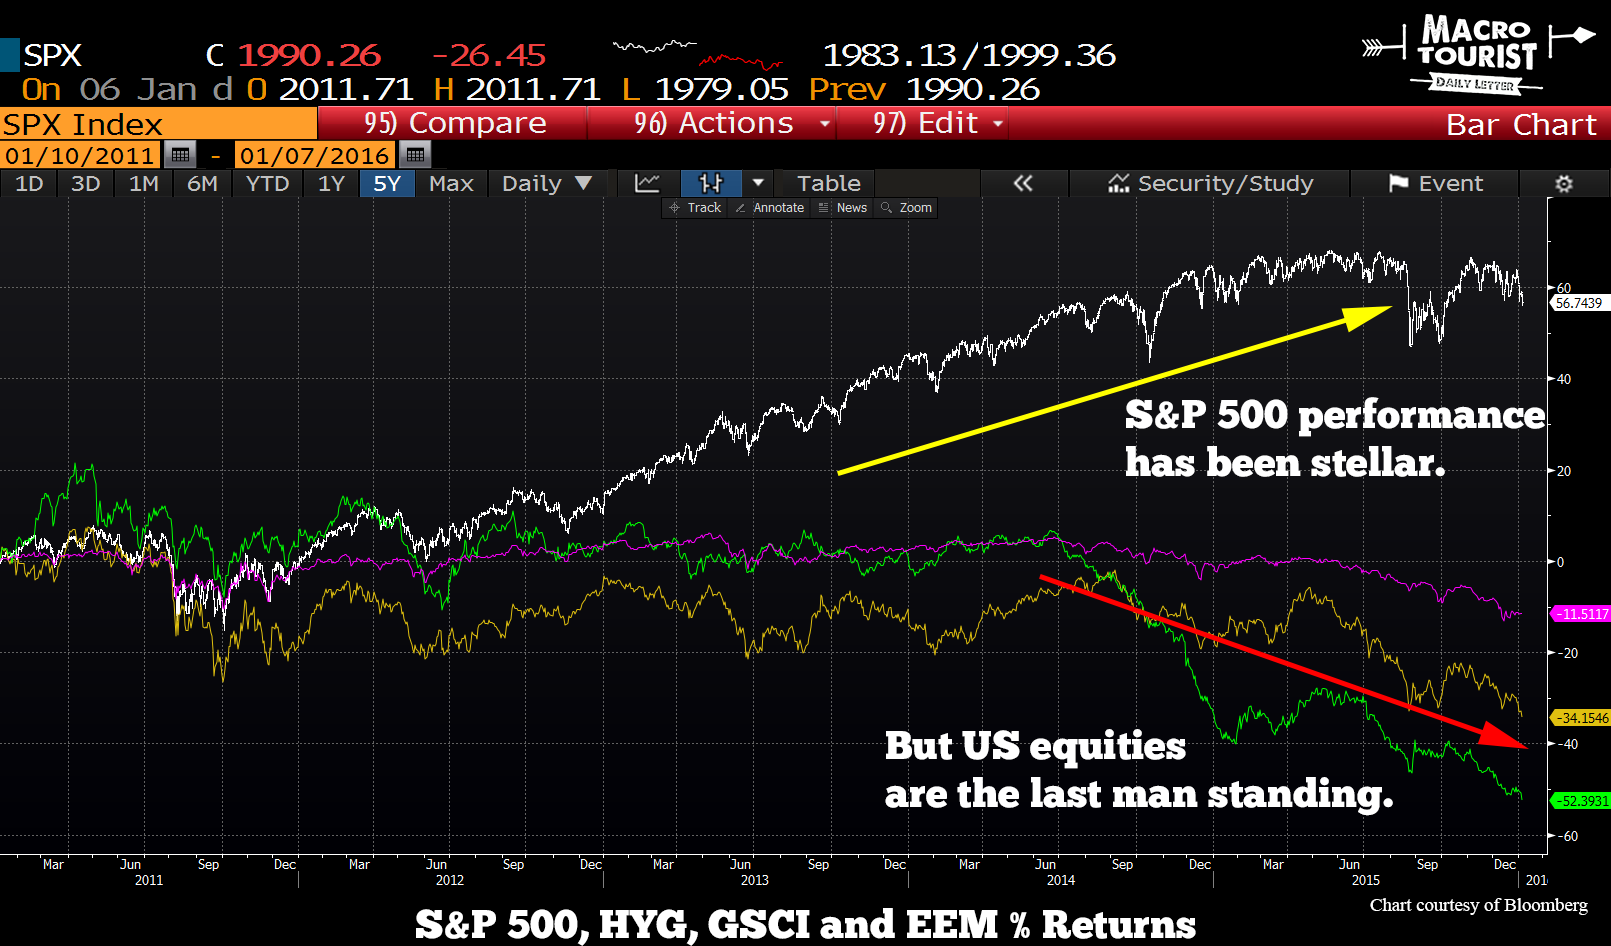 MACRO
TOURIST
DAILY LETTER
SPX C 1990.26 -26.45 1983.13/1999.36
On 06 Jan d O 2011.71 H 2011.71 L 1979.05 Prev 1990.26
SPX Index 95) Compare 96) Actions 97) Edit Bar Chart
01/10/2011 - 01/07/2016
1D 3D 1M 6M YTD 1Y 5Y Max Daily ▼ Table « Security/Study Event
Track Annotate News Zoom
60
56.7439
40
S&P 500 performance
has been stellar.
20
0
-11.5117
-20
-34.1546
-40
But US equities
are the last man standing.
-52.3931
-60
Mar Jun Sep Dec Mar Jun Sep Dec Mar Jun Sep Dec Mar Jun Sep Dec Mar Jun Sep Dec
2011 2012 2013 2014 2015 201
Chart courtesy of Bloomberg
S&P 500, HYG, GSCI and EEM % Returns